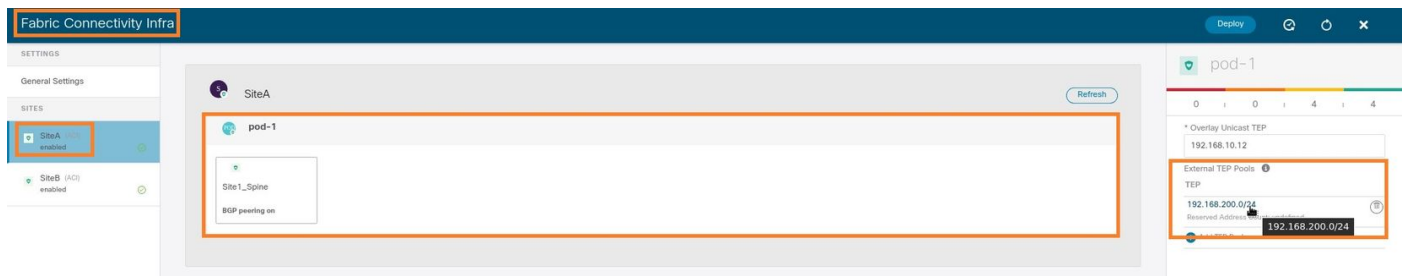 Fabric Connectivity Infra
Deploy
SETTINGS
General Settings
SITES
SiteA (ACI)
enabled
SiteB (ACI)
enabled
SiteA
Refresh
pod-1
Site1_Spine
BGP peering on
pod-1
0 0 4 4
* Overlay Unicast TEP
192.168.10.12
External TEP Pools
TEP
192.168.200.0/24
Reserved Address
192.168.200.0/24